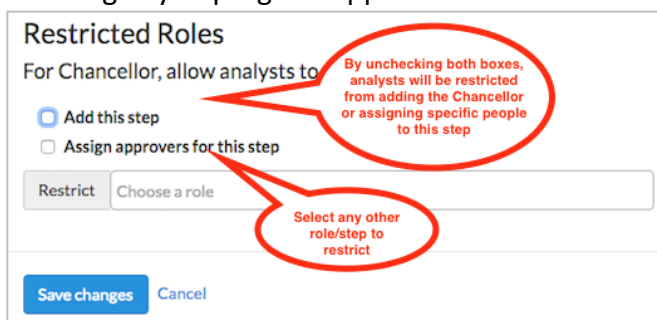 Restricted Roles
For Chancellor, allow analysts to
By unchecking both boxes,
analysts will be restricted
from adding the Chancellor
or assigning specific people
to this step
Add this step
Assign approvers for this step
Restrict Choose a role
Select any other
role/step to
restrict
Save changes Cancel